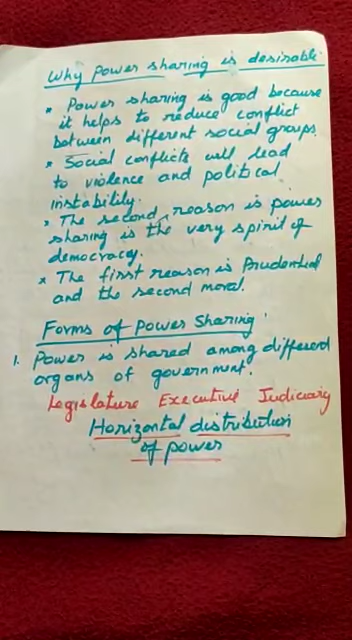 Why Power sharing is desirable.
* Power sharing is good because
it helps to reduce conflict
between different social groups.
* Social conflicts will lead
to violence and political
instability.
* The second reason is power
sharing is the very spirit of
democracy.
* The first reason is Prudential
and the second moral.
Forms of Power Sharing
1. Power is shared among different
organs of government.
Legislature Executive Judiciary
Horizontal distribution
of power